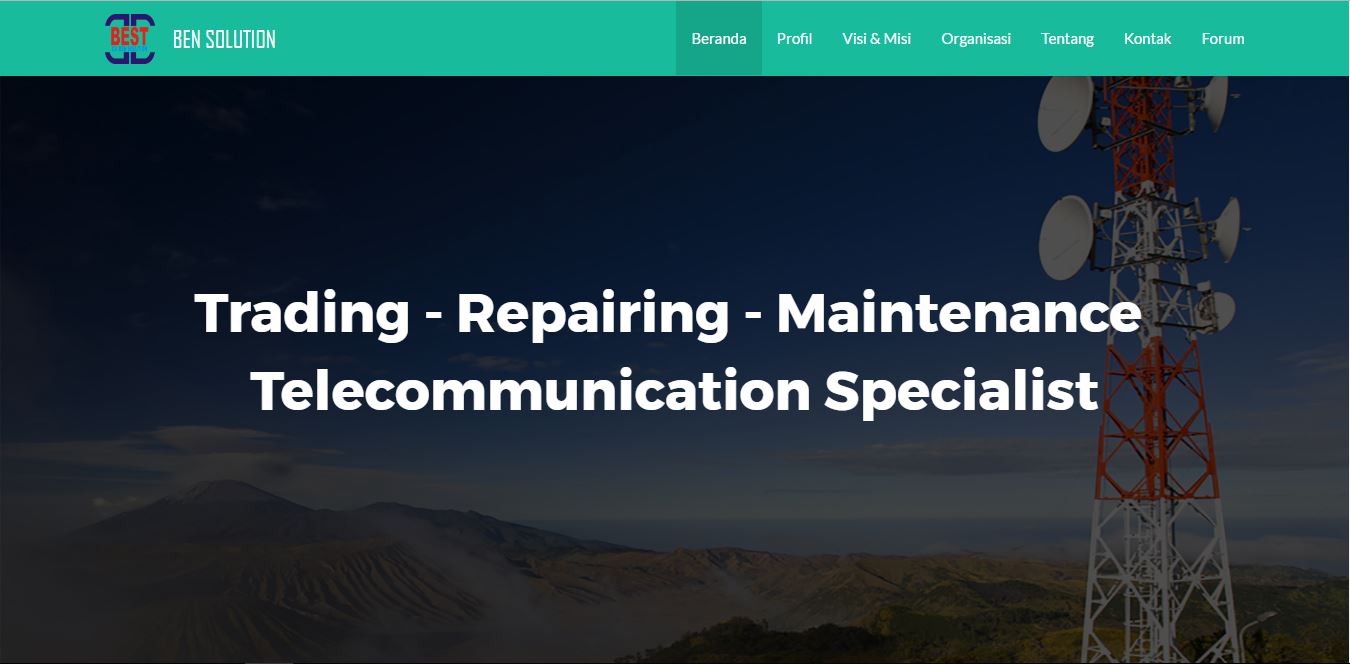 BEST
BEN SOLUTION
Beranda
Profil
Visi & Misi
Organisasi
Tentang
Kontak
Forum
Trading - Repairing - Maintenance
Telecommunication Specialist